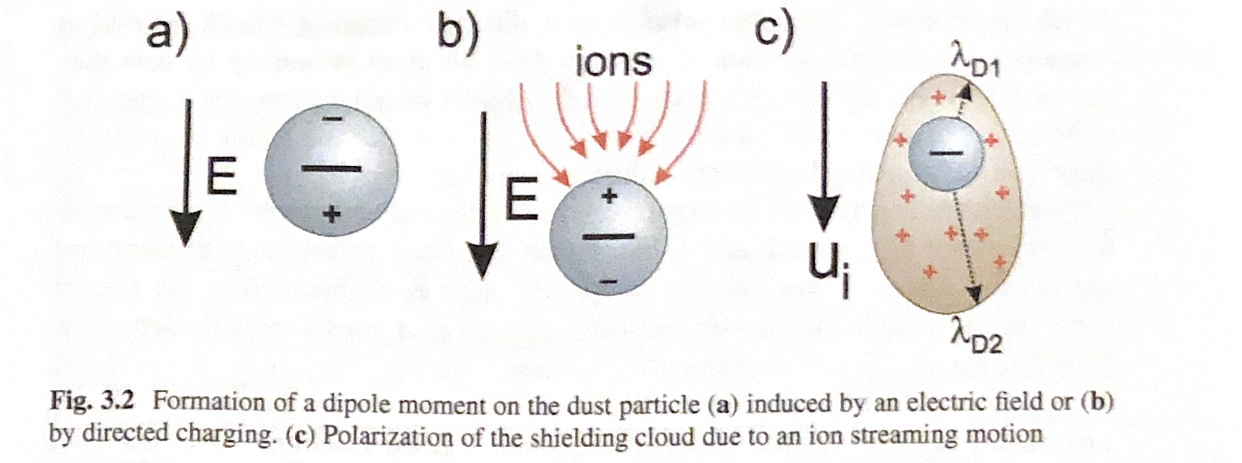 a)
b)
c)
ions
λD1
E
−
−
+
E
+
−
−
ui
+
+
+
−
+
+
+
+
+
+
+
λD2
Fig. 3.2 Formation of a dipole moment on the dust particle (a) induced by an electric field or (b)
by directed charging. (c) Polarization of the shielding cloud due to an ion streaming motion